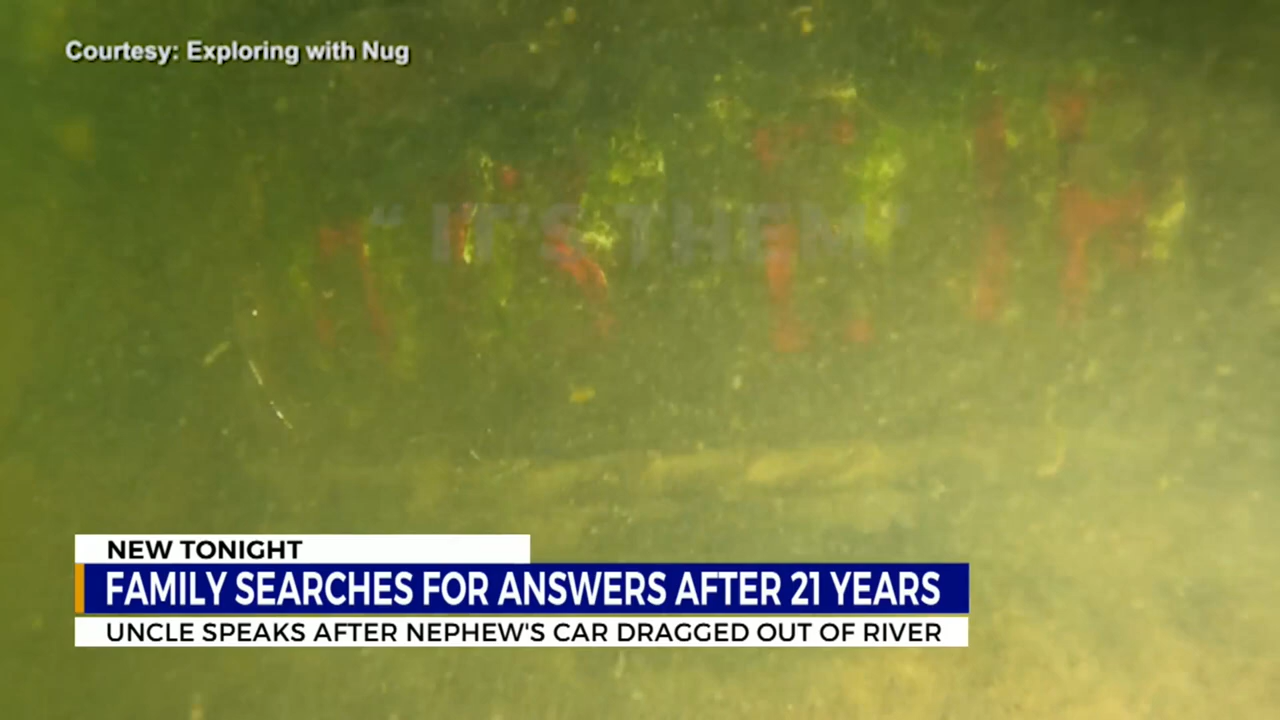 Courtesy: Exploring with Nug
“ IT'S THEM"
NEW TONIGHT
FAMILY SEARCHES FOR ANSWERS AFTER 21 YEARS
UNCLE SPEAKS AFTER NEPHEW'S CAR DRAGGED OUT OF RIVER